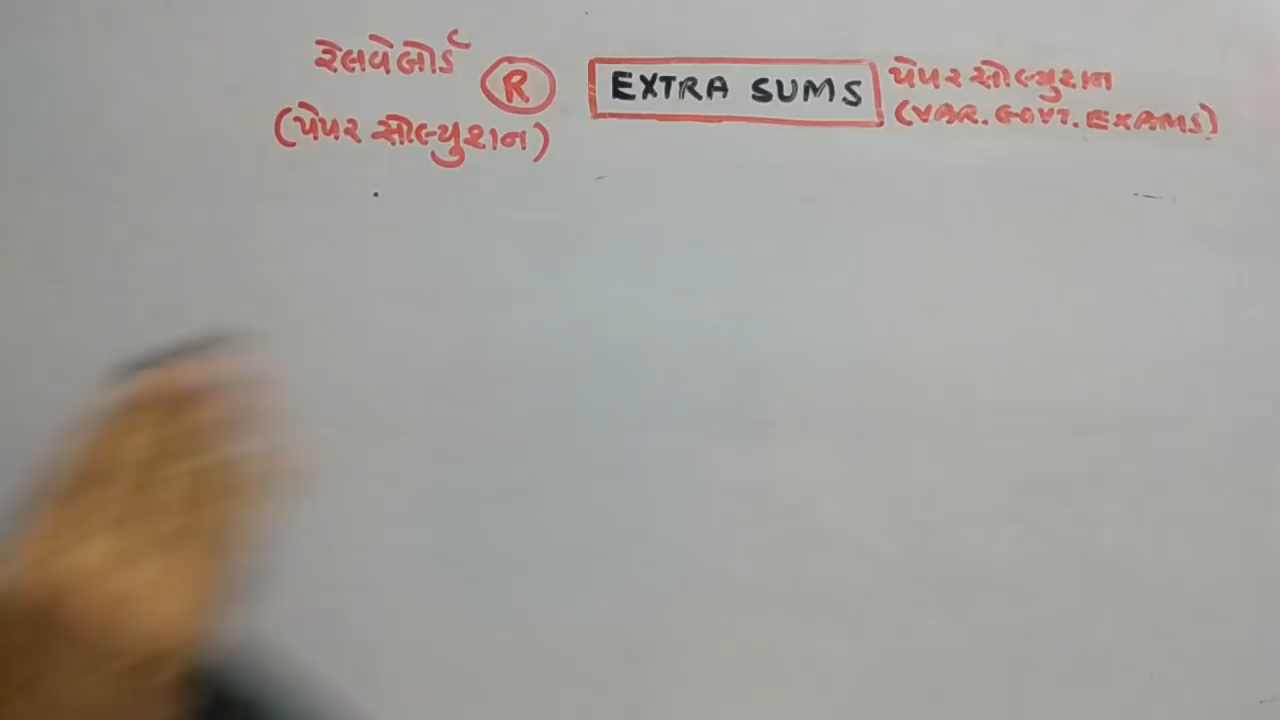 રેલવે બોર્ડ
(પેપર સોલ્યુશન)
R
EXTRA SUMS
પેપર સોલ્યુશન
(VAR. GOVT. EXAMS)